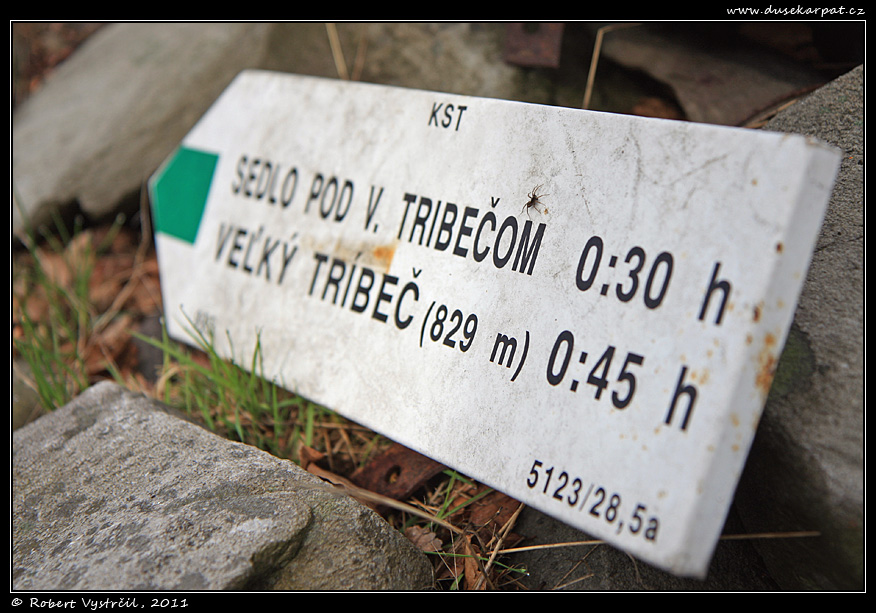 www.dusekarpat.cz
KST
SEDLO POD V. TRIBEČOM 0:30 h
VEĽKÝ TRÍBEČ (829 m) 0:45 h
5123/28,5a
© Robert Vystrčil, 2011